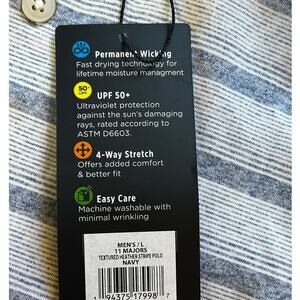 Permanent Wicking
Fast drying technology for
lifetime moisture managment
50+
UPF
UPF 50+
Ultraviolet protection
against the sun's damaging
rays, rated according to
ASTM D6603.
4-Way Stretch
Offers added comfort
& better fit
Easy Care
Machine washable with
minimal wrinkling
MEN'S / L
11 MAJORS
TEXTURED HEATHER STRIPE POLO
NAVY
1 94375 17998 7